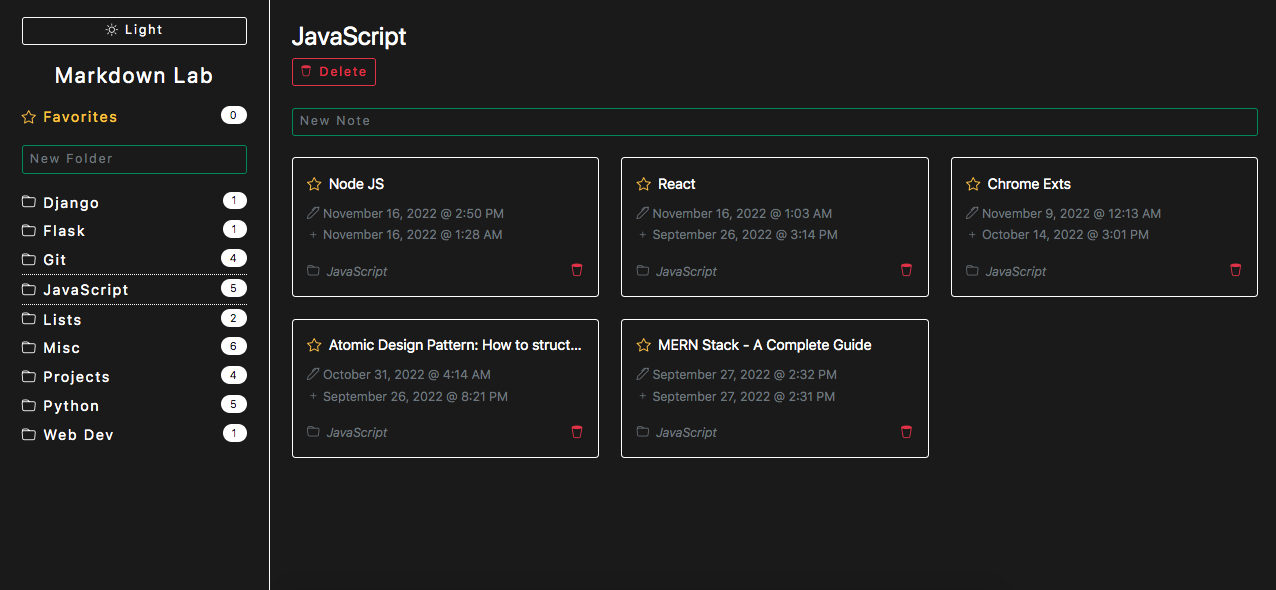 Light
Markdown Lab
Favorites 0
New Folder
Django 1
Flask 1
Git 4
JavaScript 5
Lists 2
Misc 6
Projects 4
Python 5
Web Dev 1
JavaScript
Delete
New Note
Node JS
November 16, 2022 @ 2:50 PM
+ November 16, 2022 @ 1:28 AM
JavaScript
React
November 16, 2022 @ 1:03 AM
+ September 26, 2022 @ 3:14 PM
JavaScript
Chrome Exts
November 9, 2022 @ 12:13 AM
+ October 14, 2022 @ 3:01 PM
JavaScript
Atomic Design Pattern: How to struct...
October 31, 2022 @ 4:14 AM
+ September 26, 2022 @ 8:21 PM
JavaScript
MERN Stack - A Complete Guide
September 27, 2022 @ 2:32 PM
+ September 27, 2022 @ 2:31 PM
JavaScript